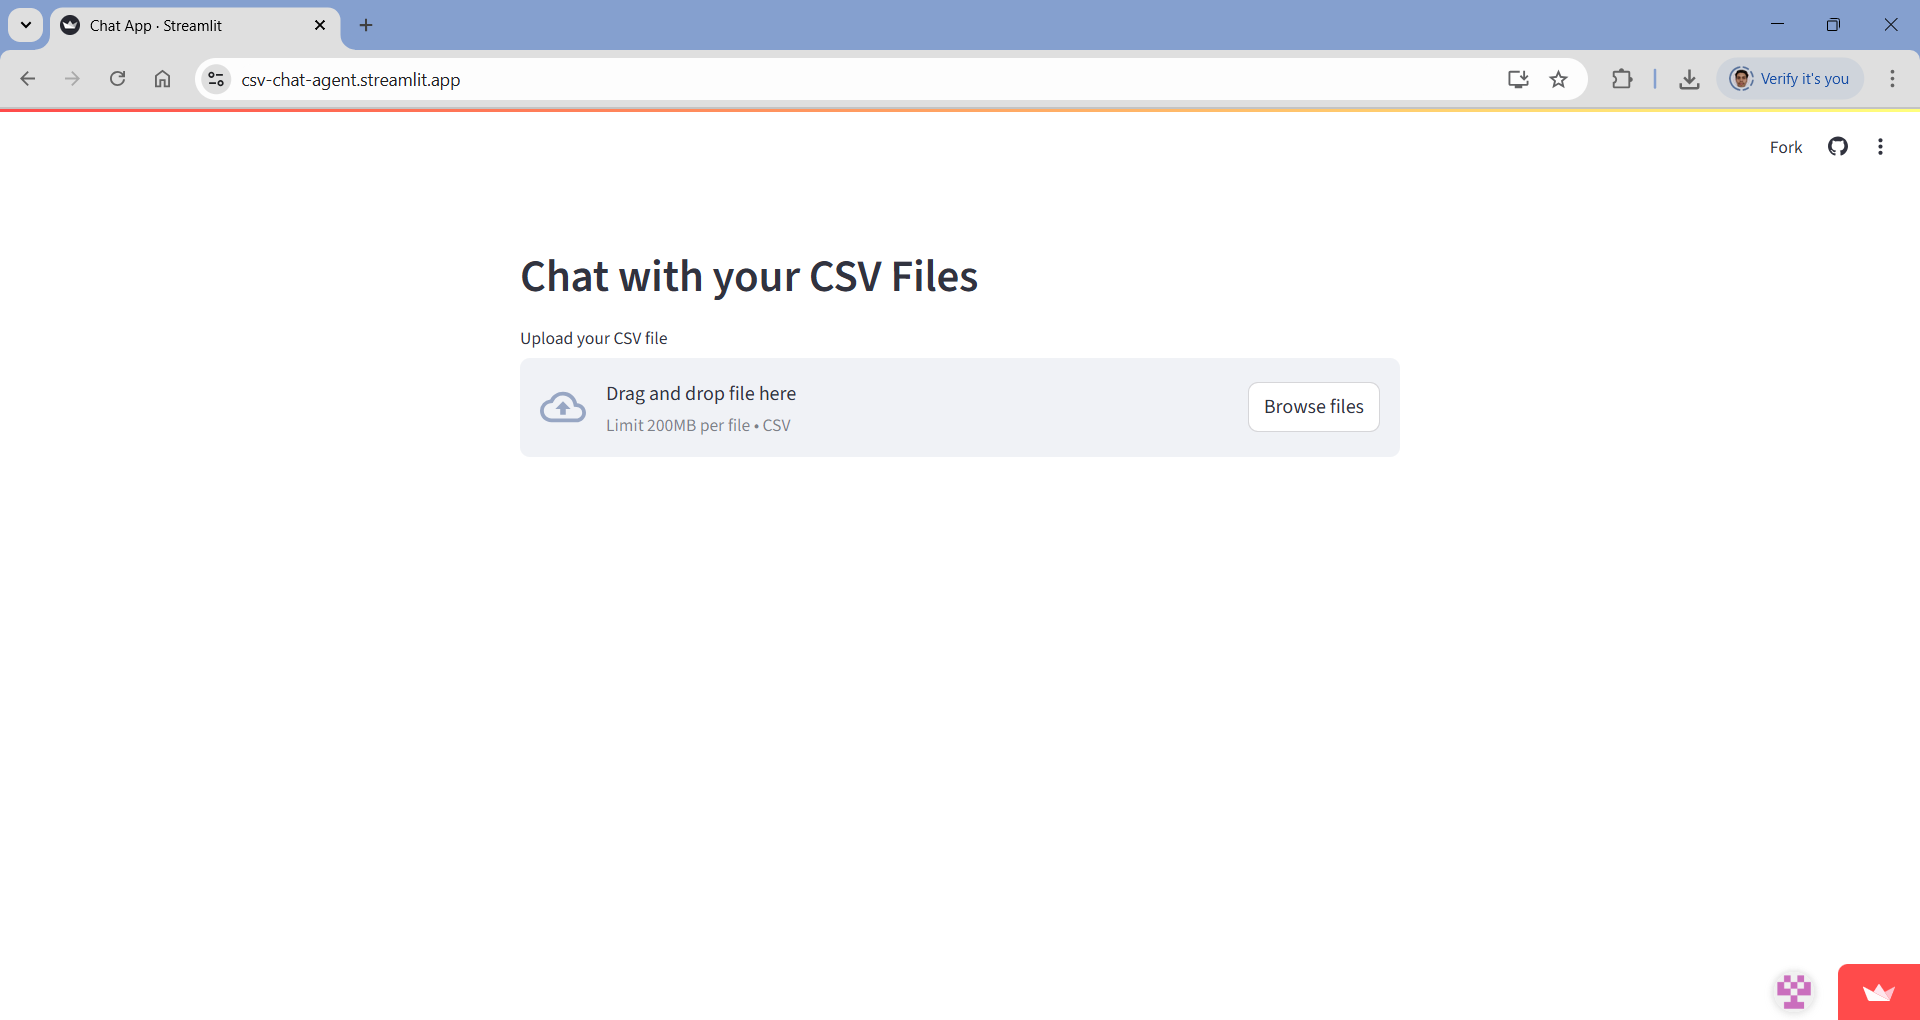 Chat App · Streamlit
csv-chat-agent.streamlit.app
Verify it's you
Fork
Chat with your CSV Files
Upload your CSV file
Drag and drop file here
Limit 200MB per file • CSV
Browse files